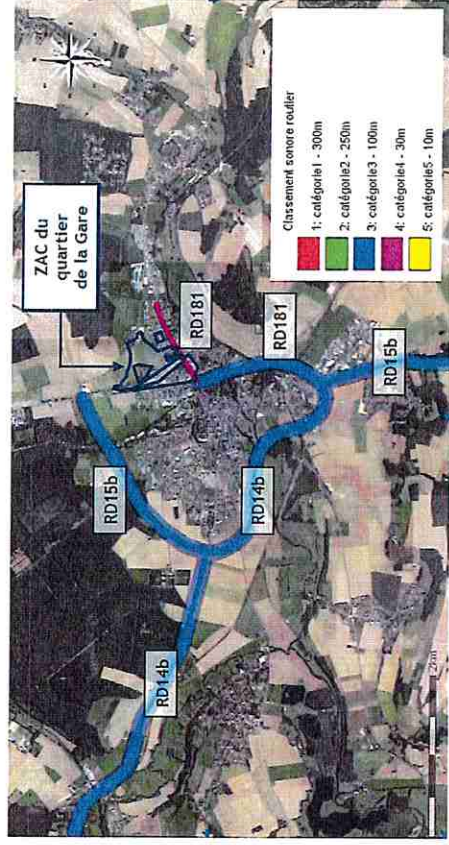 ZAC du
quartier
de la Gare
RD181
RD181
RD15b
RD15b
RD14b
RD14b
Classement sonore routier
1: catégorie1 - 300m
2: catégorie2 - 250m
3: catégorie3 - 100m
4: catégorie4 - 30m
5: catégorie5 - 10m
2km